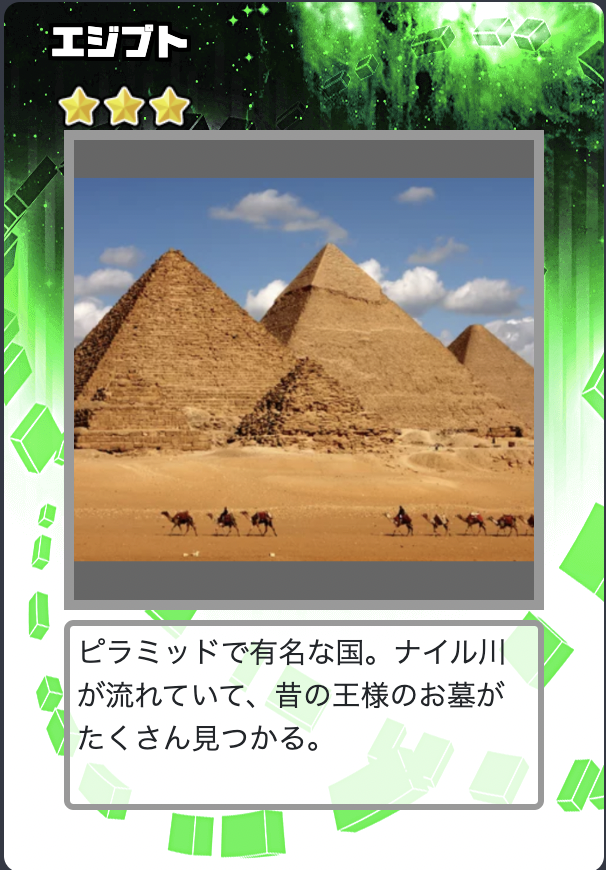 エジプト
ピラミッドで有名な国。ナイル川
が流れていて、昔の王様のお墓が
たくさん見つかる。